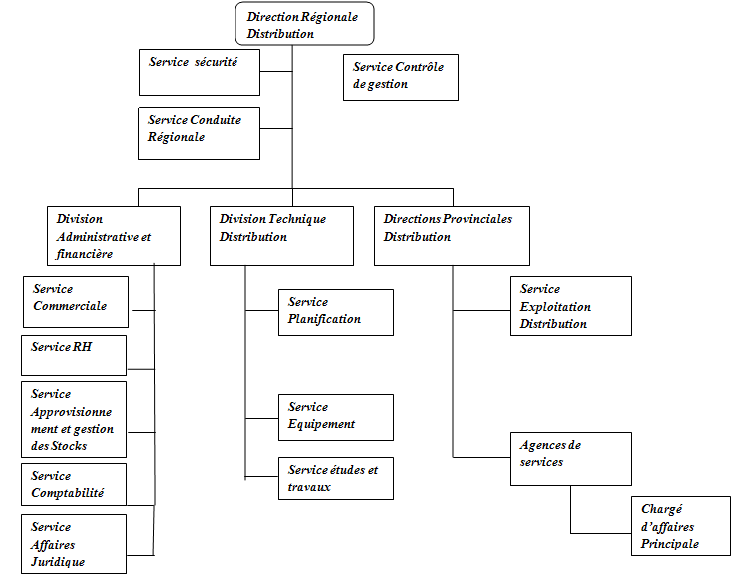 Direction Régionale
Distribution
Service sécurité
Service Contrôle
de gestion
Service Conduite
Régionale
Division
Administrative et
financière
Division Technique
Distribution
Directions Provinciales
Distribution
Service
Commerciale
Service
Planification
Service
Exploitation
Distribution
Service RH
Service
Approvisionne
ment et gestion
des Stocks
Service
Equipement
Agences de
services
Service
Comptabilité
Service études et
travaux
Chargé
d’affaires
Principale
Service
Affaires
Juridique